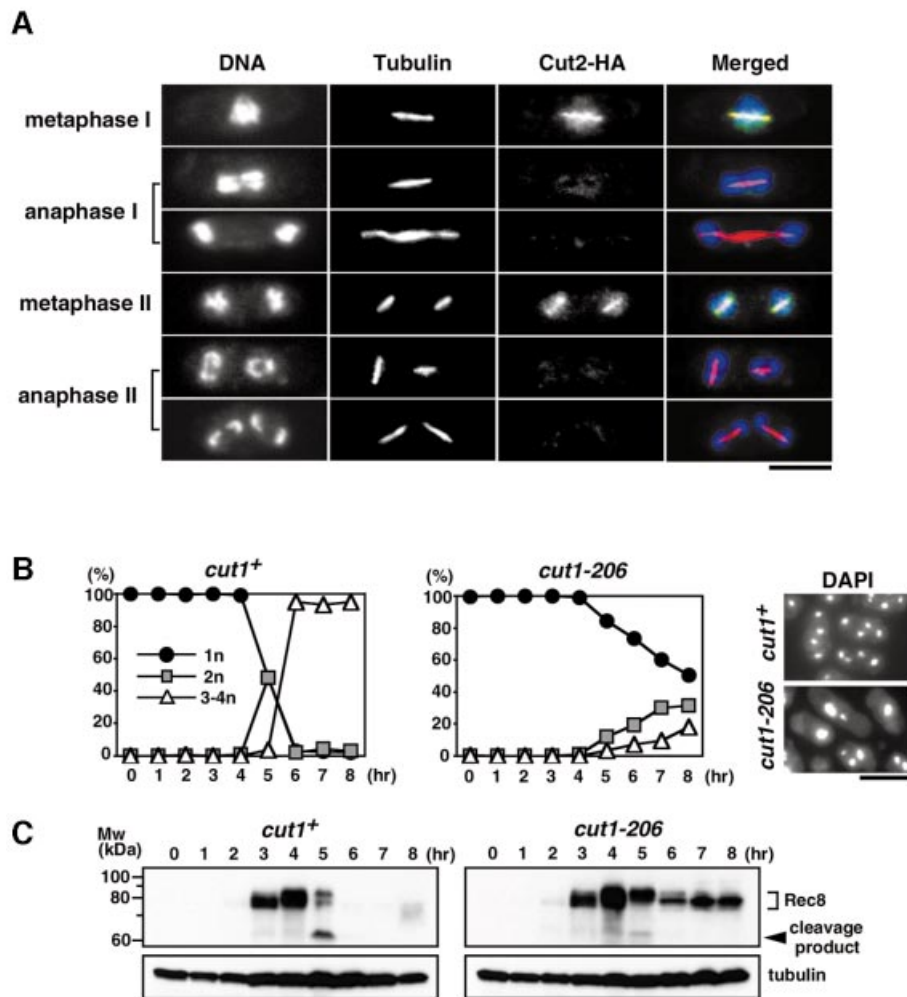 A
DNA Tubulin Cut2-HA Merged
metaphase I
anaphase I
metaphase II
anaphase II
B
(%) cut1+
100
80
60
40
20
0
1n
2n
3-4n
0 1 2 3 4 5 6 7 8 (hr)
(%) cut1-206
100
80
60
40
20
0
0 1 2 3 4 5 6 7 8 (hr)
DAPI
cut1+
cut1-206
C
Mw
(kDa)
cut1+
0 1 2 3 4 5 6 7 8 (hr)
cut1-206
0 1 2 3 4 5 6 7 8 (hr)
100
80
60
Rec8
cleavage
product
tubulin